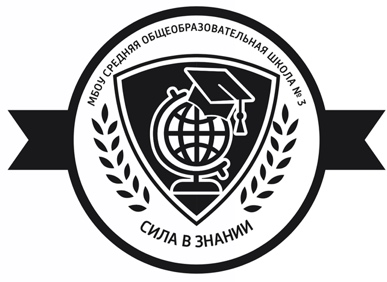 МБОУ СРЕДНЯЯ ОБЩЕОБРАЗОВАТЕЛЬНАЯ ШКОЛА № 3
СИЛА В ЗНАНИИ